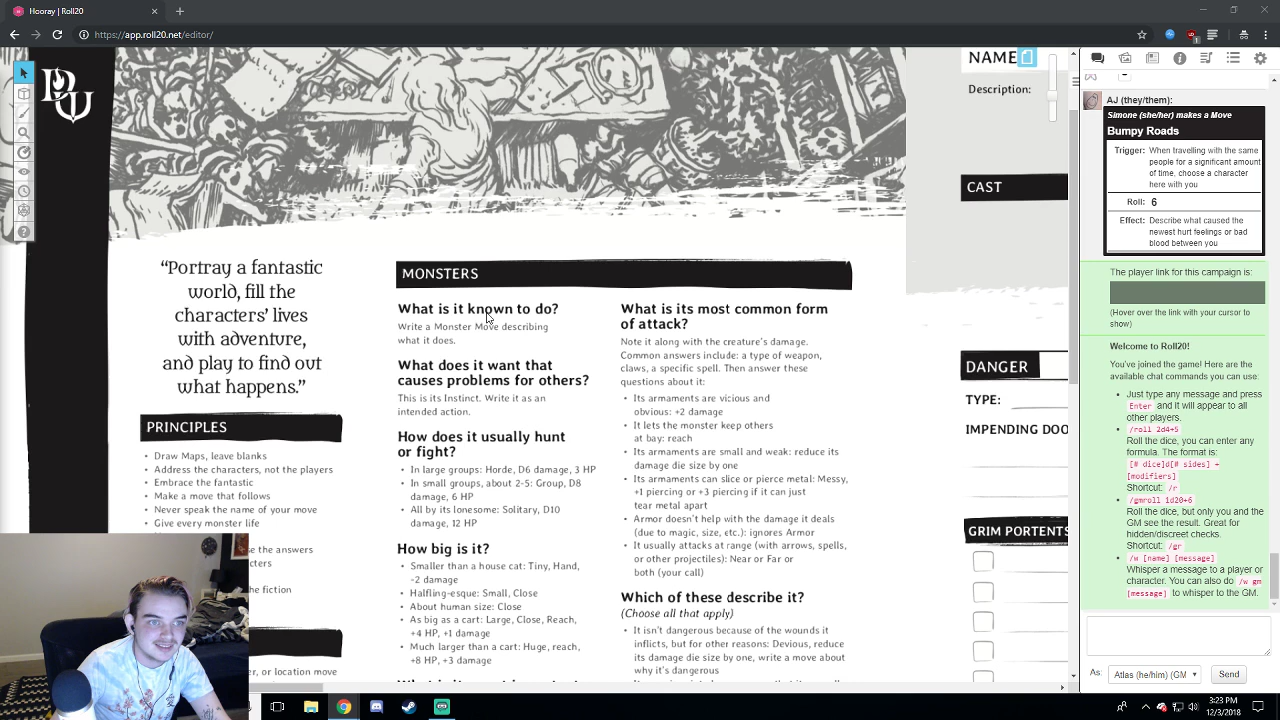 https://app.roll20.net/editor/
DU
"Portray a fantastic
world, fill the
characters' lives
with adventure,
and play to find out
what happens."
PRINCIPLES
• Draw Maps, leave blanks
• Address the characters, not the players
• Embrace the fantastic
• Make a move that follows
• Never speak the name of your move
• Give every monster life
se the answers
cters
he fiction
er, or location move
MONSTERS
What is it known to do?
Write a Monster Move describing
what it does.
What does it want that
causes problems for others?
This is its Instinct. Write it as an
intended action.
How does it usually hunt
or fight?
• In large groups: Horde, D6 damage, 3 HP
• In small groups, about 2-5: Group, D8
damage, 6 HP
• All by its lonesome: Solitary, D10
damage, 12 HP
How big is it?
• Smaller than a house cat: Tiny, Hand,
-2 damage
• Halfling-esque: Small, Close
• About human size: Close
• As big as a cart: Large, Close, Reach,
+4 HP, +1 damage
• Much larger than a cart: Huge, reach,
+8 HP, +3 damage
What is its most common form
of attack?
Note it along with the creature's damage.
Common answers include: a type of weapon,
claws, a specific spell. Then answer these
questions about it:
• Its armaments are vicious and
obvious: +2 damage
• It lets the monster keep others
at bay: reach
• Its armaments are small and weak: reduce its
damage die size by one
• Its armaments can slice or pierce metal: Messy,
+1 piercing or +3 piercing if it can just
tear metal apart
• Armor doesn't help with the damage it deals
(due to magic, size, etc.): ignores Armor
• It usually attacks at range (with arrows, spells,
or other projectiles): Near or Far or
both (your call)
Which of these describe it?
(Choose all that apply)
• It isn't dangerous because of the wounds it
inflicts, but for other reasons: Devious, reduce
its damage die size by one, write a move about
why it's dangerous
NAME
Description:
CAST
DANGER
TYPE:
IMPENDING DOO
GRIM PORTENTS
AJ (they/them):
Simone (she/her) makes a Move
Bumpy Roads
Trigger: When travelling with the same
people for a significant amount
of time, choose a character
here with you
Roll: 6
Effect: Describe what caused the
newest hurt feelings or bad
blood between you
The player link for this campaign is:
(Hover over the link with your cursor to
show)
Welcome to Roll20!
You've joined the game! Here are the
available chat commands you can use:
• Just type any message and press
Enter and it will appear to all
other players.
• /roll 2d4+5
Roll the dice, you can enter any
formula. Format is:
[# dice]d[# sides] +
[modifiers]
Shortcut: /r
• /gmroll 1d20+6
Roll the dice, but only you and the
GM will see the result. Great for
hidden checks. Format is the same.
Shortcut: /gr
• /w [name] [message]
Whisper a message to a player or
character. You can also do /w gm
[message] to whisper to the GM.
As:
(he/him) (GM
Send